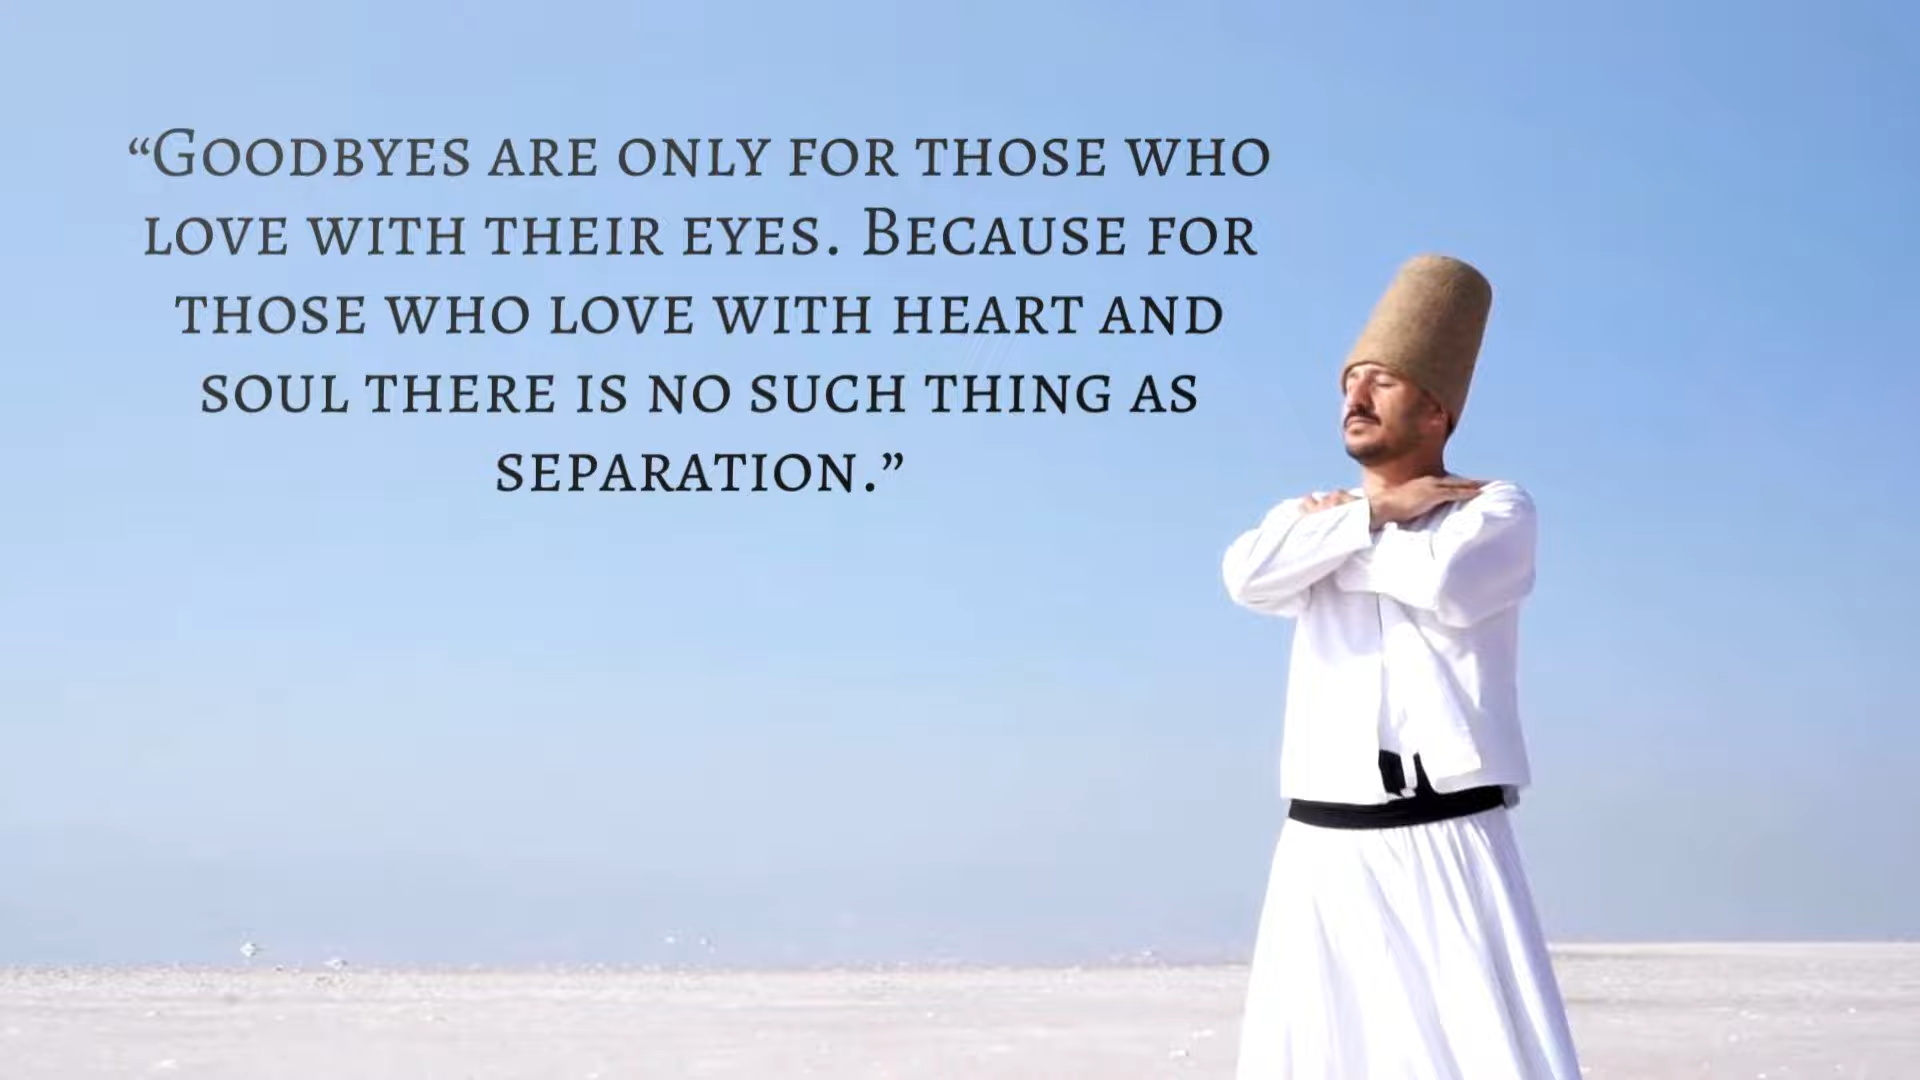 “Goodbyes are only for those who
love with their eyes. Because for
those who love with heart and
soul there is no such thing as
separation.”